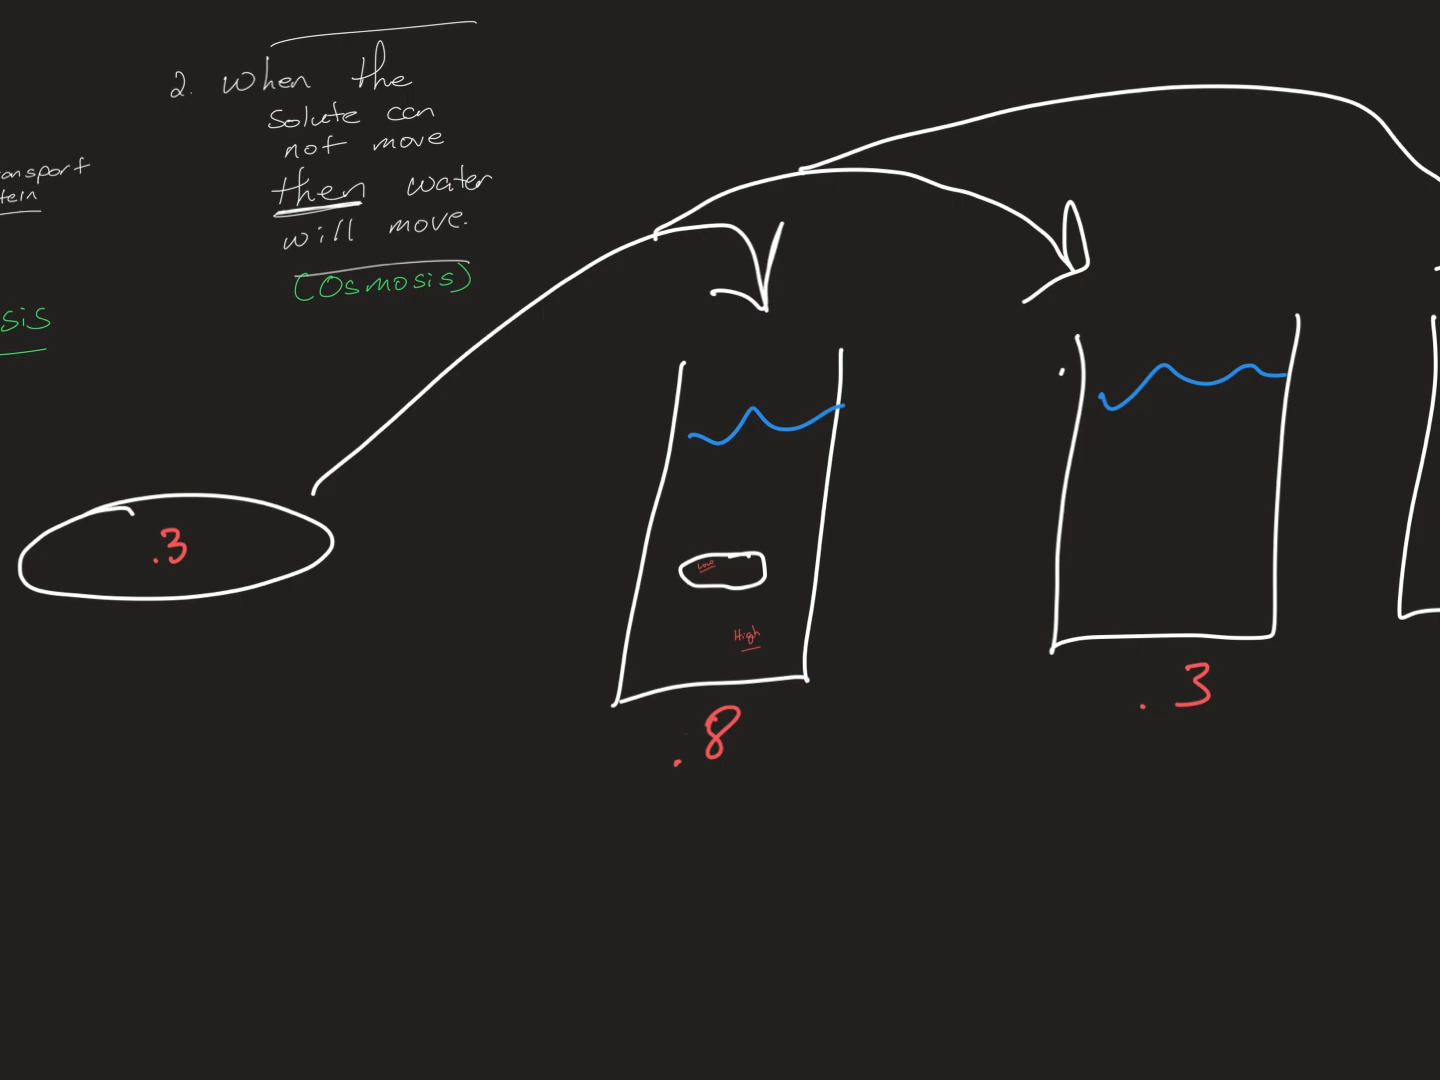 2. When the
solute can
not move
then water
will move.
(Osmosis)
ansport
tein
sis
.3
Low
High
.8
.3